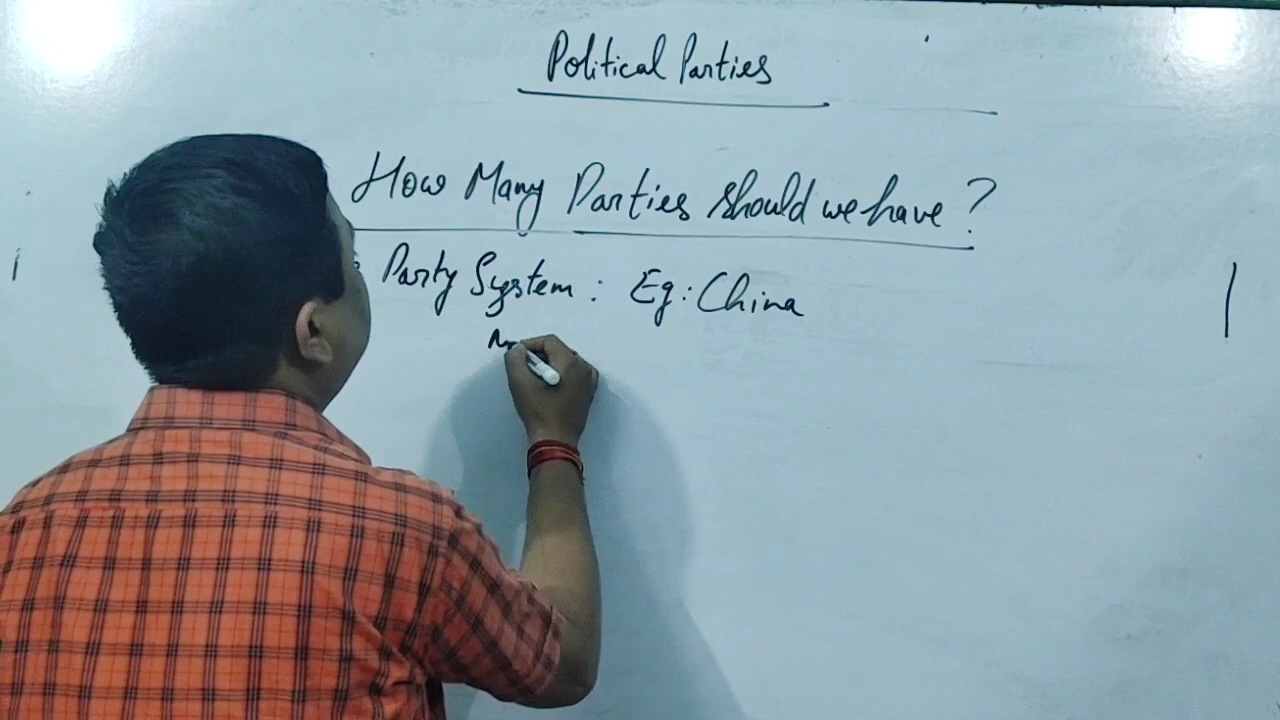 Political Parties
How Many Parties should we have?
Party System : Eg: China